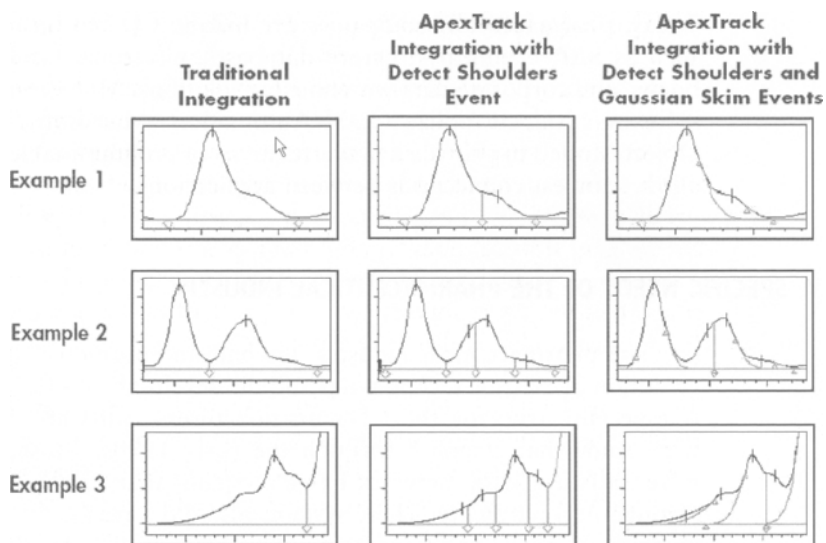 Traditional
Integration
ApexTrack
Integration with
Detect Shoulders
Event
ApexTrack
Integration with
Detect Shoulders and
Gaussian Skim Events
Example 1
Example 2
Example 3